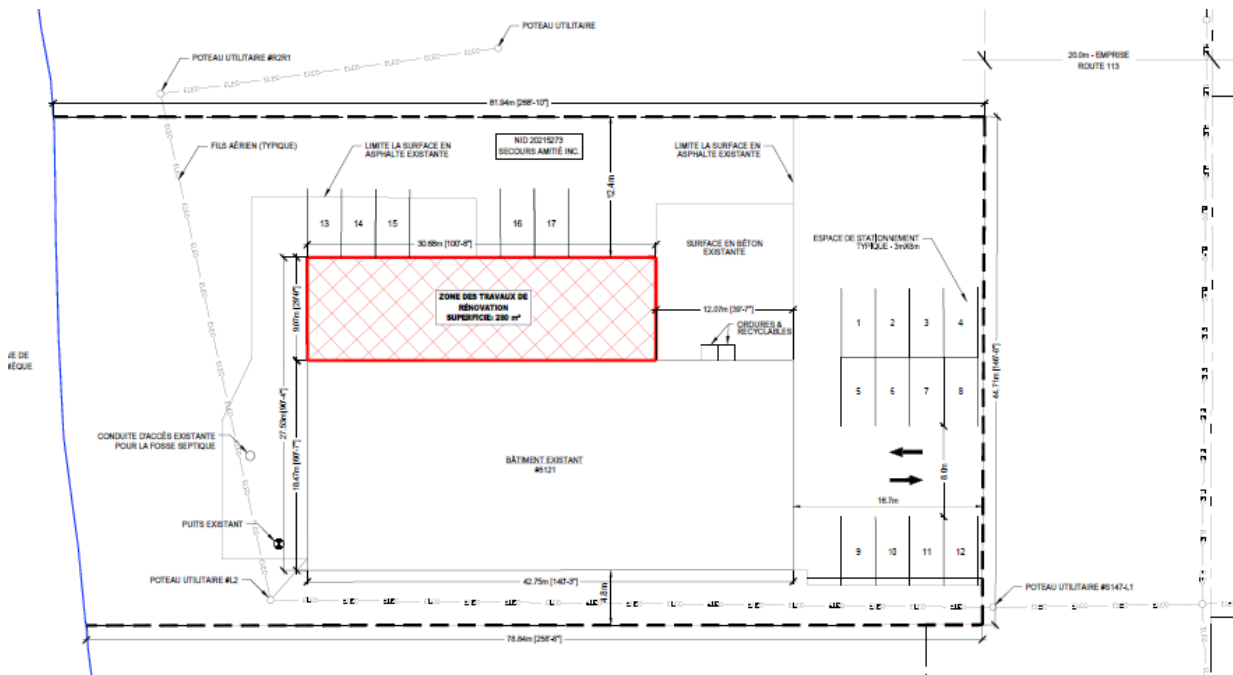 POTEAU UTILITAIRE
POTEAU UTILITAIRE #R2R1
20.0m - EMPRISE
ROUTE 113
81.94m [268'-10"]
FILS AÉRIEN (TYPIQUE)
LIMITE LA SURFACE EN
ASPHALTE EXISTANTE
NID 20215273
SECOURS AMITIÉ INC.
LIMITE LA SURFACE EN
ASPHALTE EXISTANTE
12.4m
13
14
15
16
17
30.68m [100'-8"]
SURFACE EN BÉTON
EXISTANTE
ESPACE DE STATIONNEMENT
TYPIQUE - 3mX6m
ZONE DES TRAVAUX DE
RÉNOVATION
SUPERFICIE: 280 m²
9.07m [29'-9"]
12.07m [39'-7"]
ORDURES &
RECYCLABLES
1
2
3
4
5
6
7
8
44.71m [146'-8"]
NE DE
ÈQUE
27.53m [90'-4"]
18.47m [60'-7"]
CONDUITE D'ACCÈS EXISTANTE
POUR LA FOSSE SEPTIQUE
BÂTIMENT EXISTANT
#5121
8.0m
16.7m
PUITS EXISTANT
9
10
11
12
POTEAU UTILITAIRE #L2
42.75m [140'-3"]
4.8m
POTEAU UTILITAIRE #S147-L1
ELEC
78.84m [258'-8"]